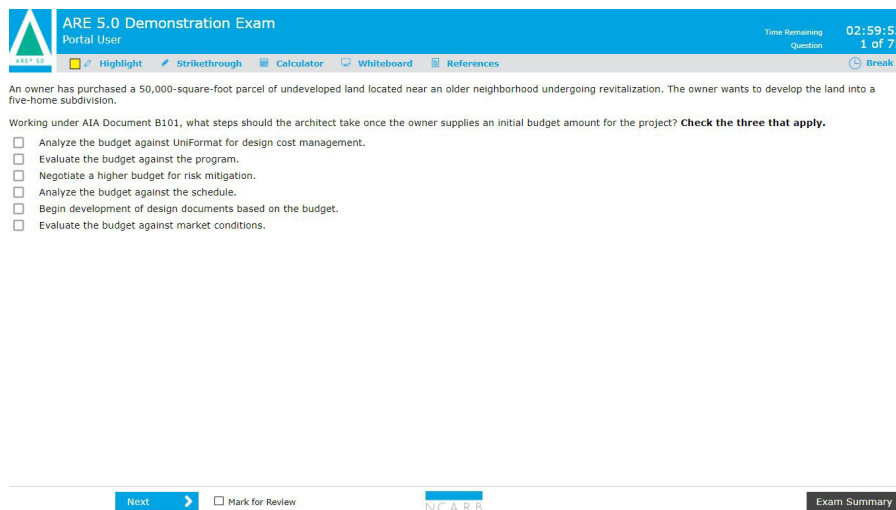 ARE 5.0 Demonstration Exam
Portal User
ARE® 5.0
Time Remaining 02:59:5
Question 1 of 7
Highlight Strikethrough Calculator Whiteboard References Break
An owner has purchased a 50,000-square-foot parcel of undeveloped land located near an older neighborhood undergoing revitalization. The owner wants to develop the land into a
five-home subdivision.
Working under AIA Document B101, what steps should the architect take once the owner supplies an initial budget amount for the project? Check the three that apply.
Analyze the budget against UniFormat for design cost management.
Evaluate the budget against the program.
Negotiate a higher budget for risk mitigation.
Analyze the budget against the schedule.
Begin development of design documents based on the budget.
Evaluate the budget against market conditions.
Next Mark for Review NCARB Exam Summary